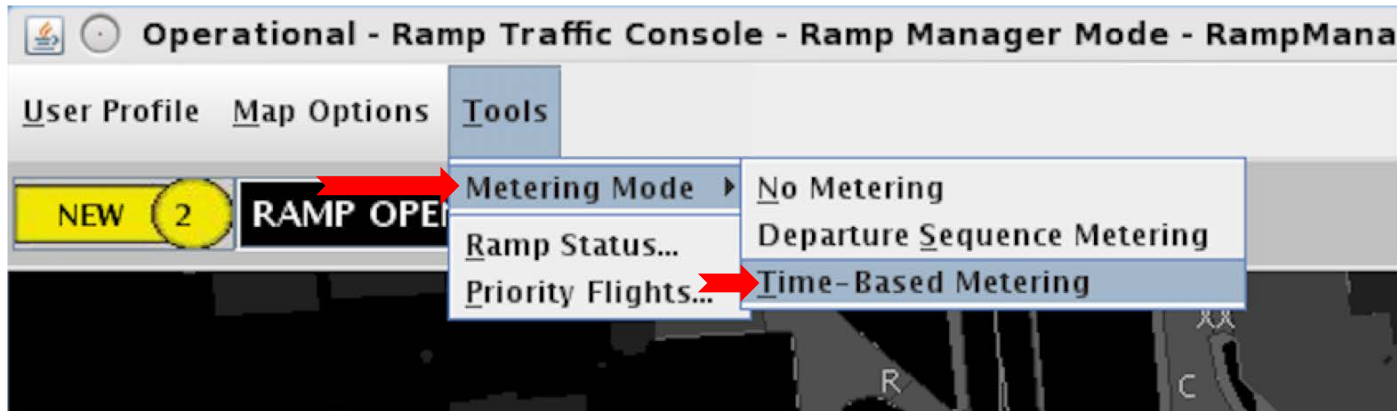 Operational - Ramp Traffic Console - Ramp Manager Mode - RampMana
User Profile Map Options Tools
NEW 2 RAMP OPE
Metering Mode
Ramp Status...
Priority Flights...
No Metering
Departure Sequence Metering
Time-Based Metering
XX
R
C